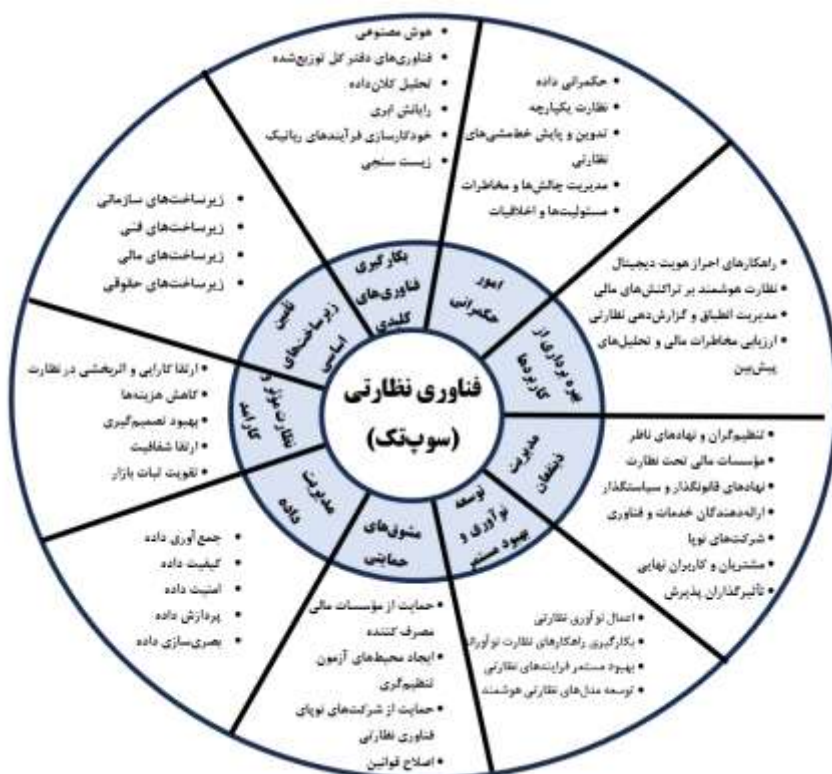 فناوری نظارتی
(سوپ‌تک)
بکارگیری
فناوری‌های
کلیدی
• هوش مصنوعی
• فناوری‌های دفتر کل توزیع‌شده
• تحلیل کلان‌داده
• رایانش ابری
• خودکارسازی فرآیندهای رباتیک
• زیست سنجی
امور
حکمرانی
• حکمرانی داده
• نظارت یکپارچه
• تدوین و پایش خط‌مشی‌های
نظارتی
• مدیریت چالش‌ها و مخاطرات
• مسئولیت‌ها و اخلاقیات
بهره برداری از
کاربردها
• راهکارهای احراز هویت دیجیتال
• نظارت هوشمند بر تراکنش‌های مالی
• مدیریت انطباق و گزارش‌دهی نظارتی
• ارزیابی مخاطرات مالی و تحلیل‌های
پیش‌بین
مدیریت
ذینفعان
• تنظیم‌گران و نهادهای ناظر
• مؤسسات مالی تحت نظارت
• نهادهای قانونگذار و سیاستگذار
• ارائه‌دهندگان خدمات و فناوری
• شرکت‌های نوپا
• مشتریان و کاربران نهایی
• تأثیرگذاران پذیرش
توسعه
نوآوری و
بهبود مستمر
• اعمال نوآوری نظارتی
• بکارگیری راهکارهای نظارت نوآورانه
• بهبود مستمر فرایندهای نظارتی
• توسعه مدل‌های نظارتی هوشمند
مشوق‌های
حمایتی
• حمایت از مؤسسات مالی
مصرف کننده
• ایجاد محیط‌های آزمون
تنظیم‌گری
• حمایت از شرکت‌های نوپای
فناوری نظارتی
• اصلاح قوانین
مدیریت
داده
• جمع‌آوری داده
• کیفیت داده
• امنیت داده
• پردازش داده
• بصری‌سازی داده
نظارت مؤثر و
کارآمد
• ارتقا کارایی و اثربخشی در نظارت
• کاهش هزینه‌ها
• بهبود تصمیم‌گیری
• ارتقا شفافیت
• تقویت ثبات بازار
تامین
زیرساخت‌های
اساسی
• زیرساخت‌های سازمانی
• زیرساخت‌های فنی
• زیرساخت‌های مالی
• زیرساخت‌های حقوقی